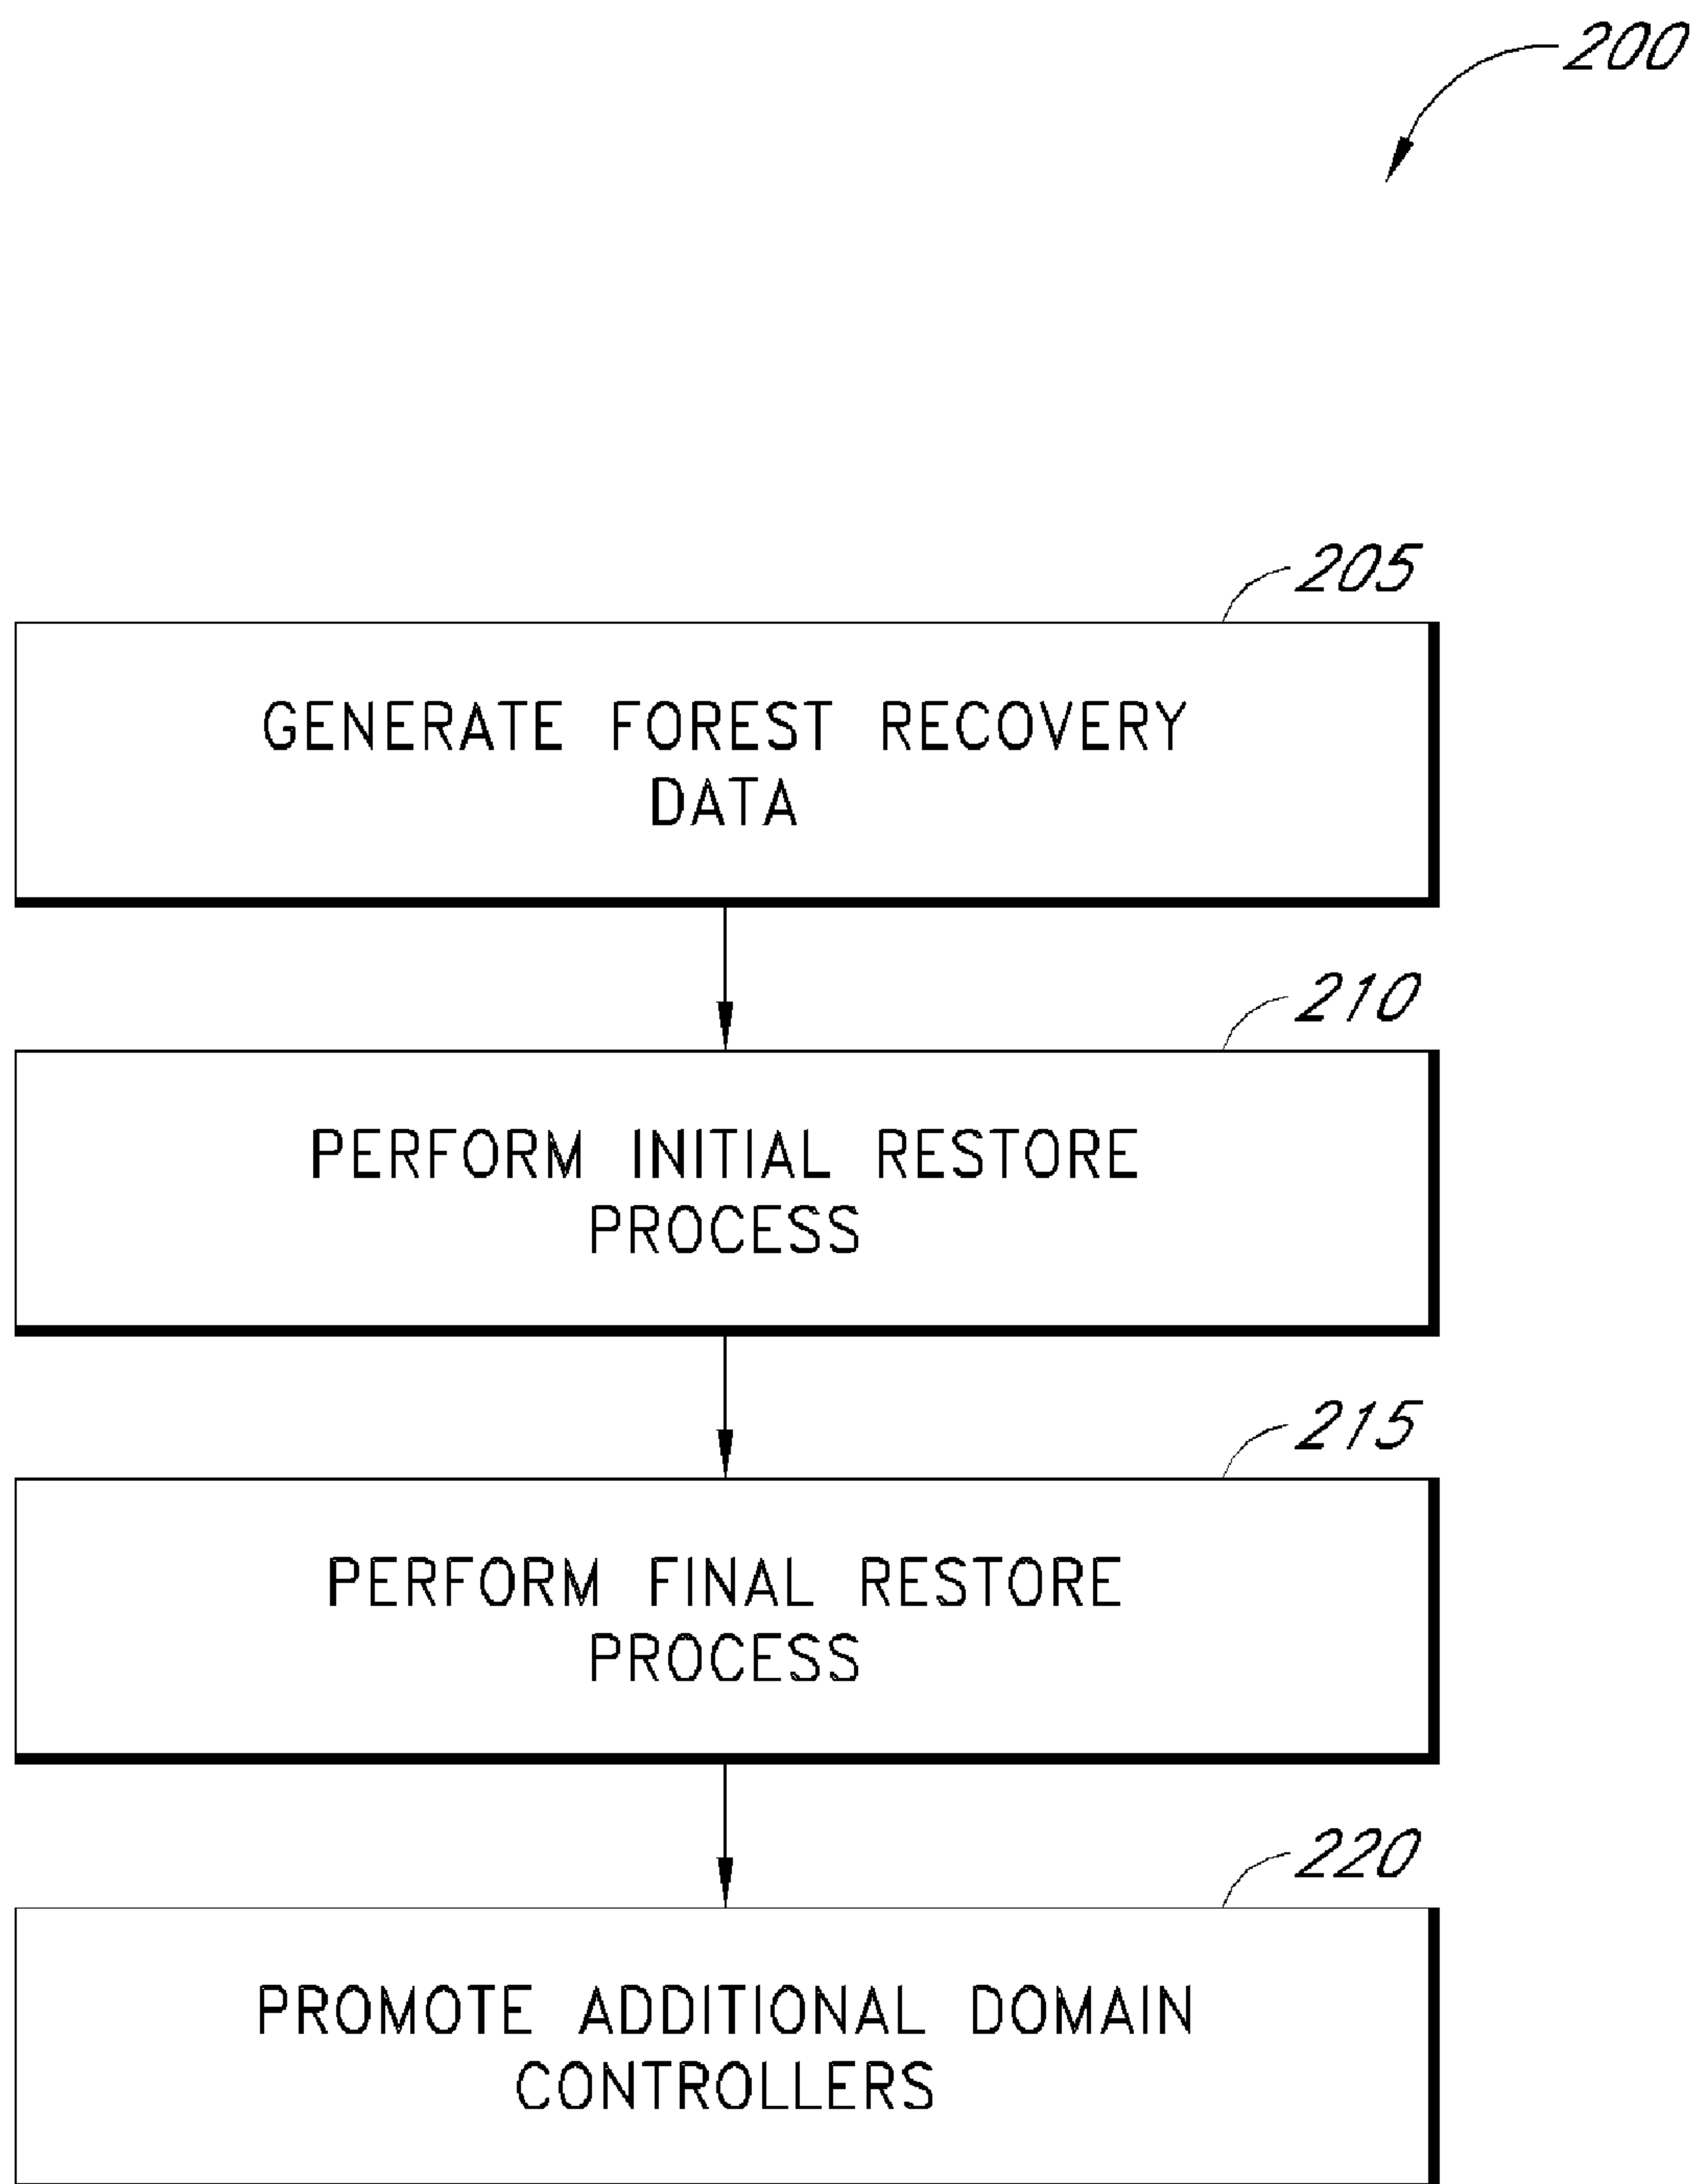 200
205
GENERATE FOREST RECOVERY
DATA
210
PERFORM INITIAL RESTORE
PROCESS
215
PERFORM FINAL RESTORE
PROCESS
220
PROMOTE ADDITIONAL DOMAIN
CONTROLLERS